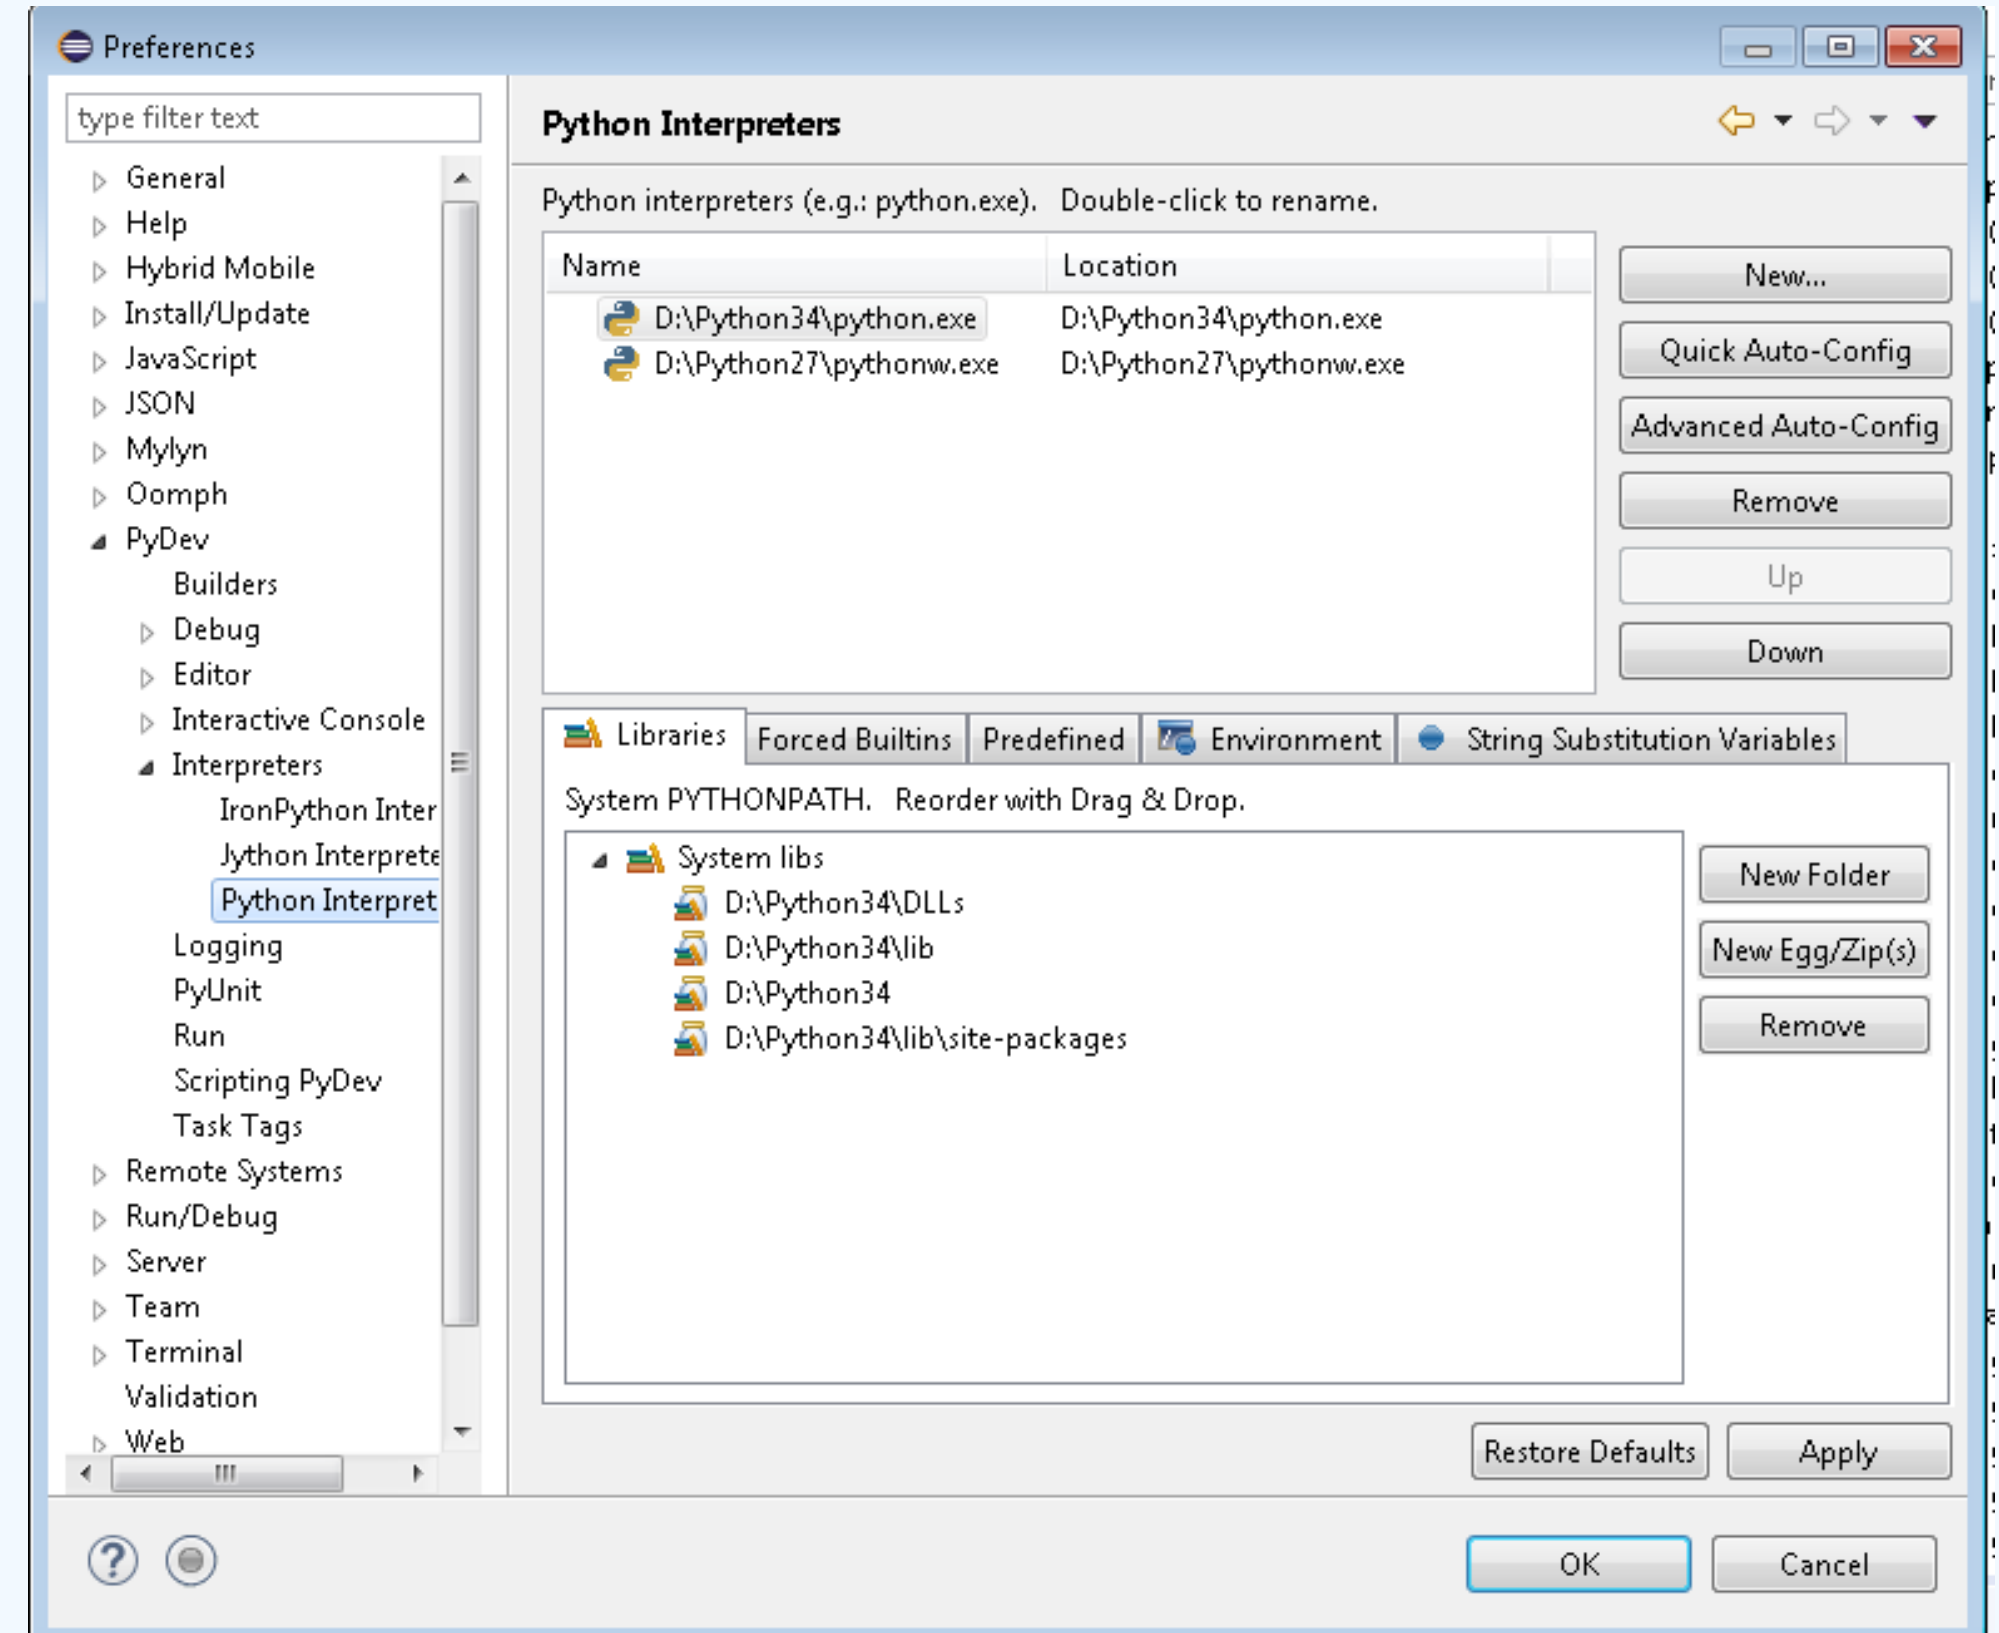 Preferences
type filter text
General
Help
Hybrid Mobile
Install/Update
JavaScript
JSON
Mylyn
Oomph
PyDev
Builders
Debug
Editor
Interactive Console
Interpreters
IronPython Inter
Jython Interprete
Python Interpret
Logging
PyUnit
Run
Scripting PyDev
Task Tags
Remote Systems
Run/Debug
Server
Team
Terminal
Validation
Web
Python Interpreters
Python interpreters (e.g.: python.exe).   Double-click to rename.
Name Location
D:\Python34\python.exe D:\Python34\python.exe
D:\Python27\pythonw.exe D:\Python27\pythonw.exe
New...
Quick Auto-Config
Advanced Auto-Config
Remove
Up
Down
Libraries Forced Builtins Predefined Environment String Substitution Variables
System PYTHONPATH.   Reorder with Drag & Drop.
System libs
D:\Python34\DLLs
D:\Python34\lib
D:\Python34
D:\Python34\lib\site-packages
New Folder
New Egg/Zip(s)
Remove
Restore Defaults Apply
OK Cancel